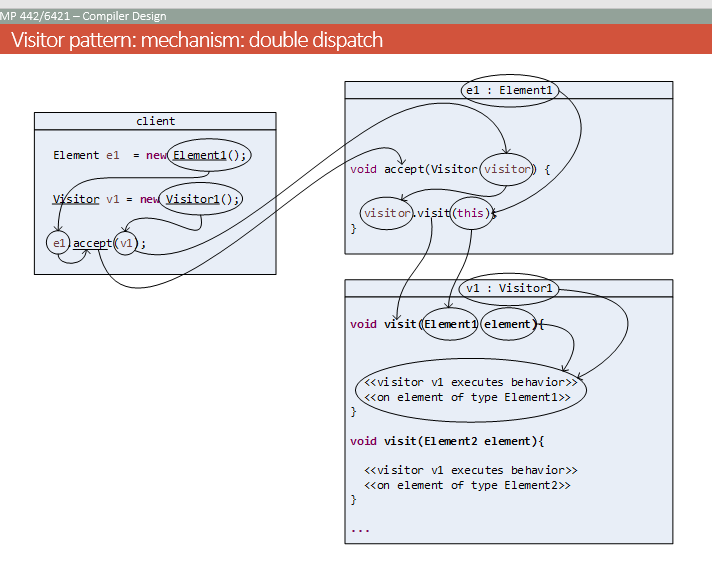 MP 442/6421 – Compiler Design
Visitor pattern: mechanism: double dispatch
client
Element e1 = new Element1();
Visitor v1 = new Visitor1();
e1.accept(v1);
e1 : Element1
void accept(Visitor visitor) {
visitor.visit(this);
}
v1 : Visitor1
void visit(Element1 element){
<<visitor v1 executes behavior>>
<<on element of type Element1>>
}
void visit(Element2 element){
<<visitor v1 executes behavior>>
<<on element of type Element2>>
}
...